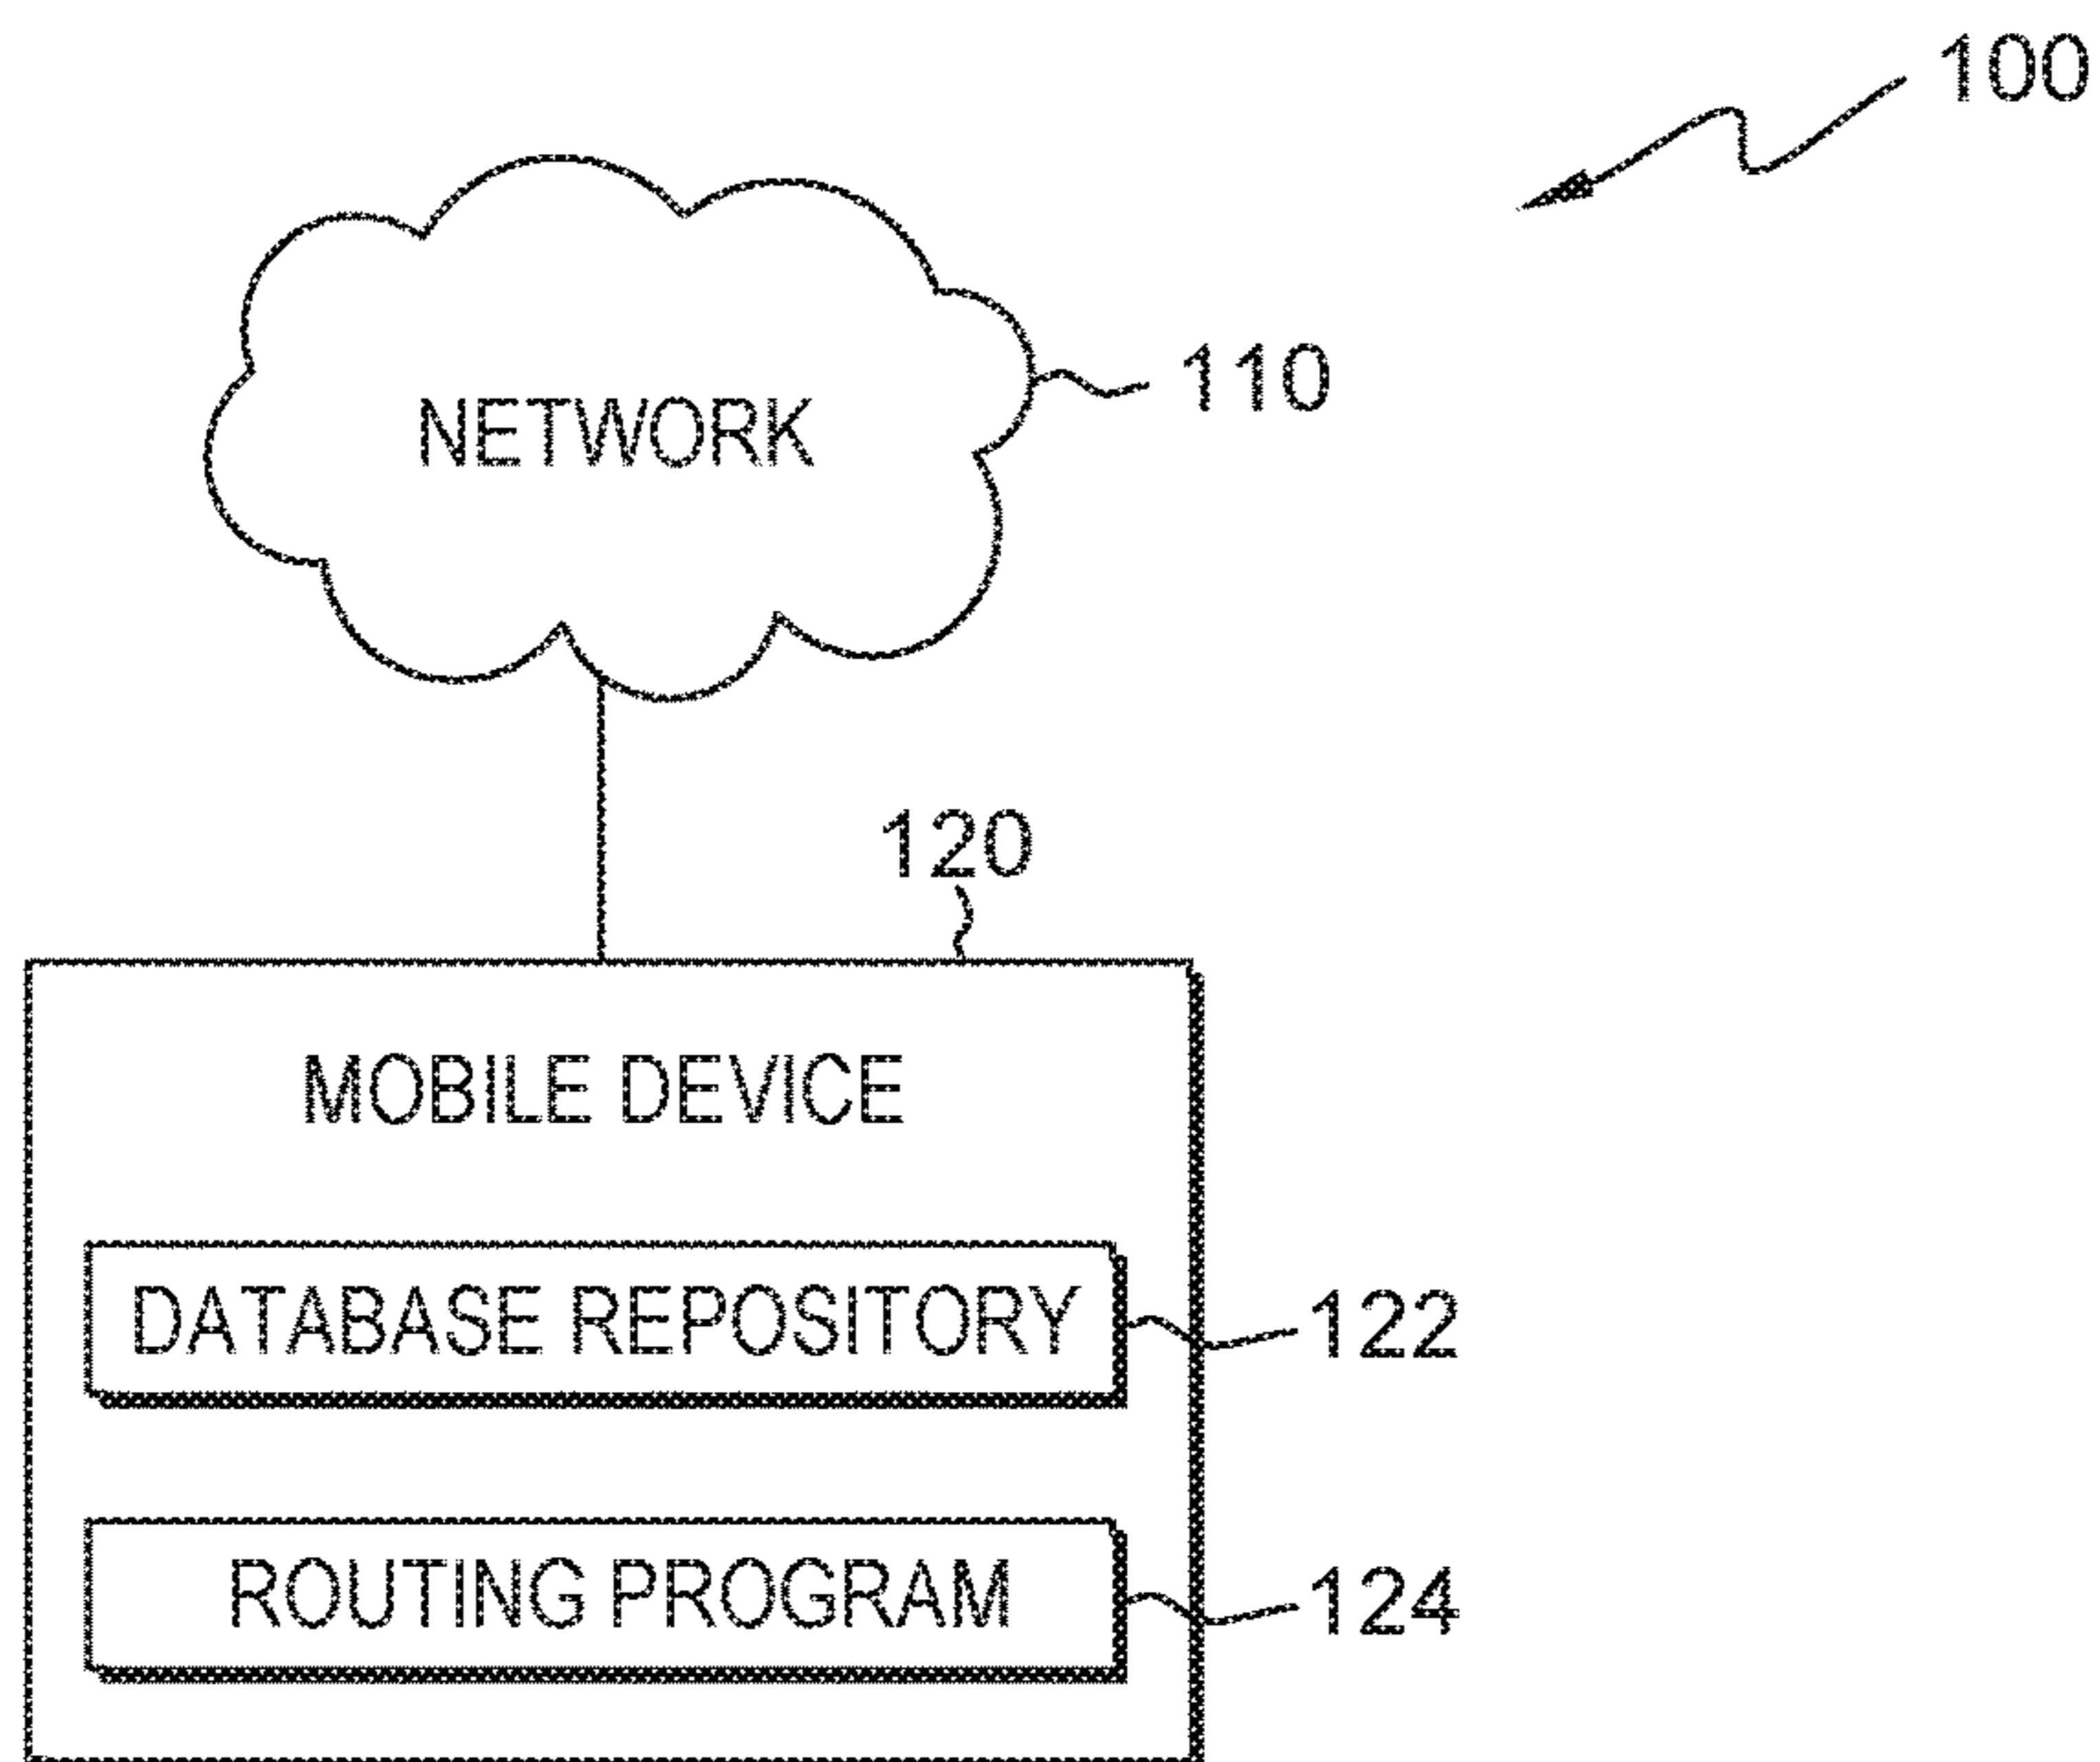 100
110
NETWORK
120
MOBILE DEVICE
DATABASE REPOSITORY
122
ROUTING PROGRAM
124